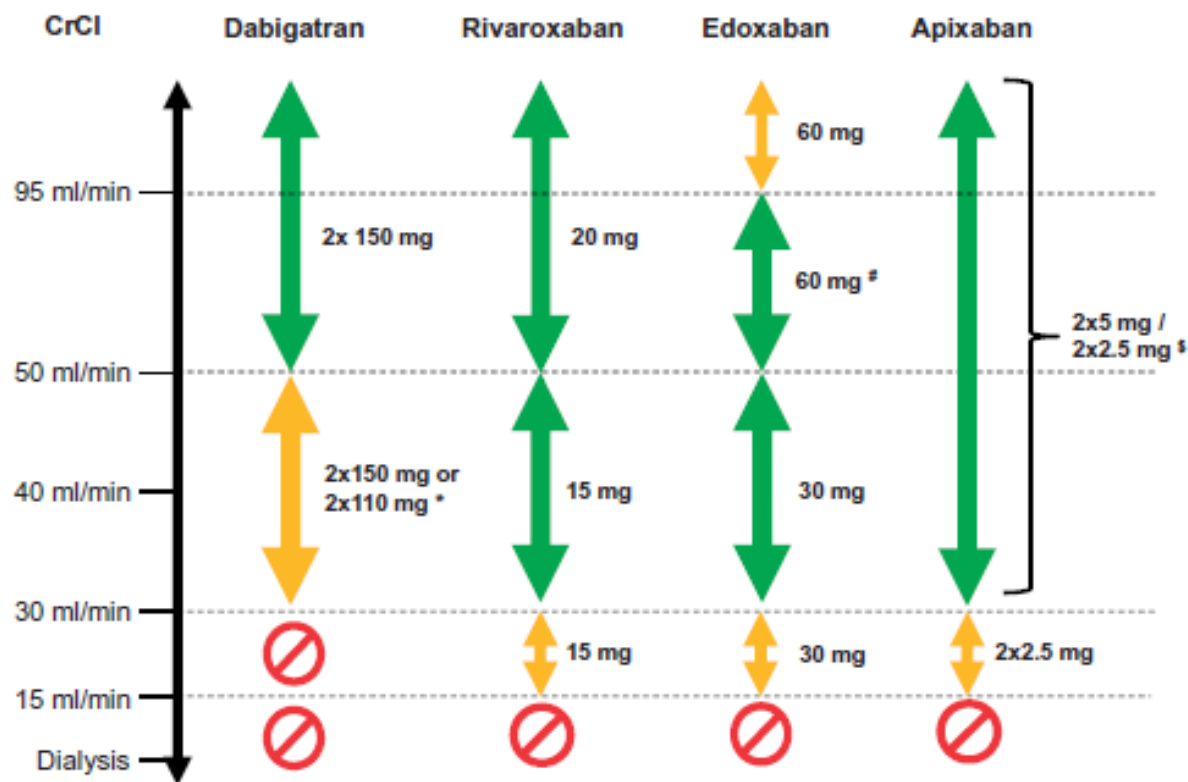 CrCl Dabigatran Rivaroxaban Edoxaban Apixaban
60 mg
95 ml/min
2x 150 mg
20 mg
60 mg #
2x5 mg /
2x2.5 mg $
50 ml/min
2x150 mg or
2x110 mg *
40 ml/min
15 mg
30 mg
30 ml/min
15 mg
30 mg
2x2.5 mg
15 ml/min
Dialysis